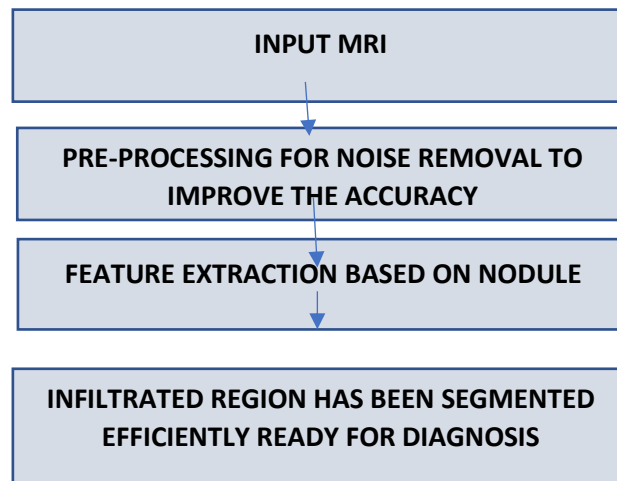 INPUT MRI
PRE-PROCESSING FOR NOISE REMOVAL TO
IMPROVE THE ACCURACY
FEATURE EXTRACTION BASED ON NODULE
INFILTRATED REGION HAS BEEN SEGMENTED
EFFICIENTLY READY FOR DIAGNOSIS